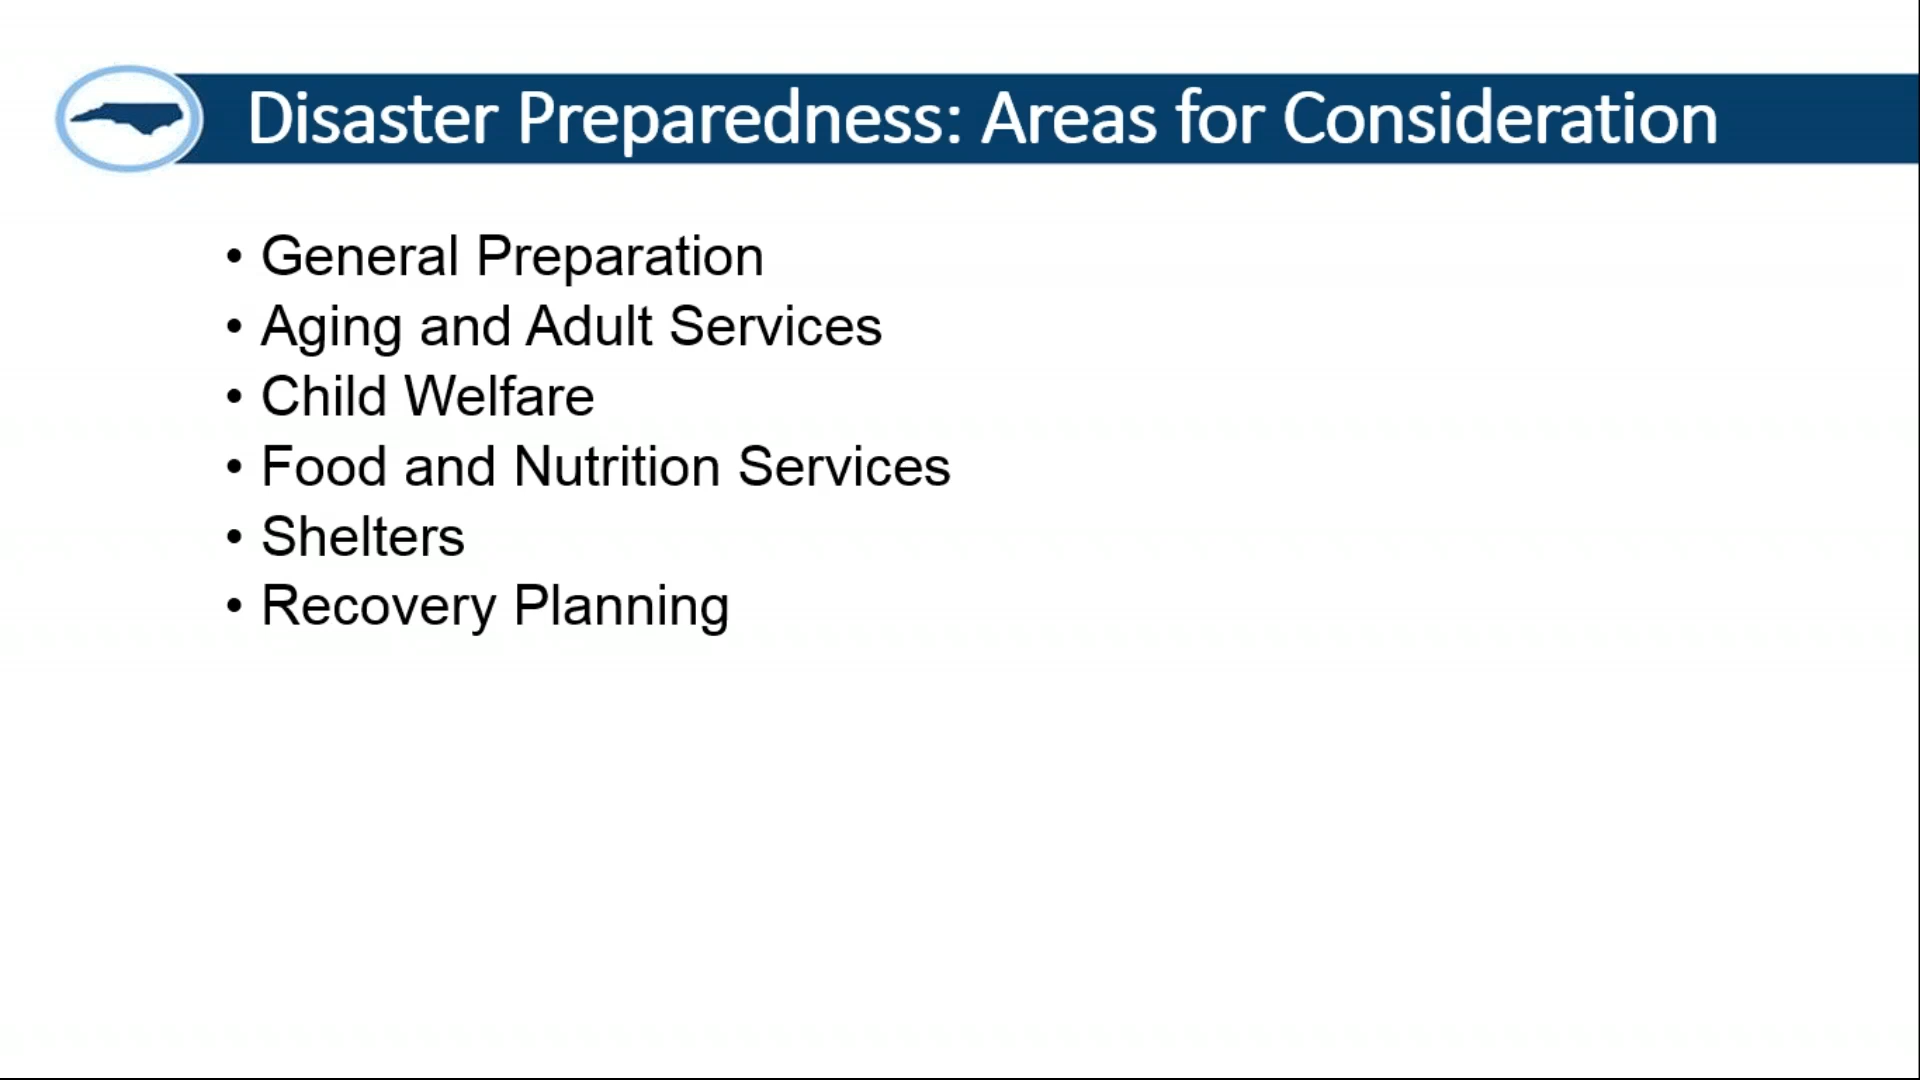 Disaster Preparedness: Areas for Consideration
• General Preparation
• Aging and Adult Services
• Child Welfare
• Food and Nutrition Services
• Shelters
• Recovery Planning